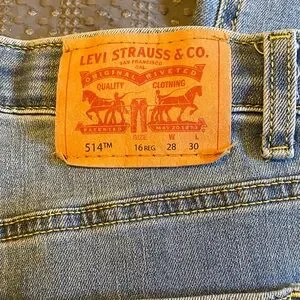 LEVI STRAUSS & CO.
SAN FRANCISCO
CAL.
ORIGINAL RIVETED
QUALITY CLOTHING
PATENTED MAY 20 1873
SIZE W L
514™ 16 REG 28 30